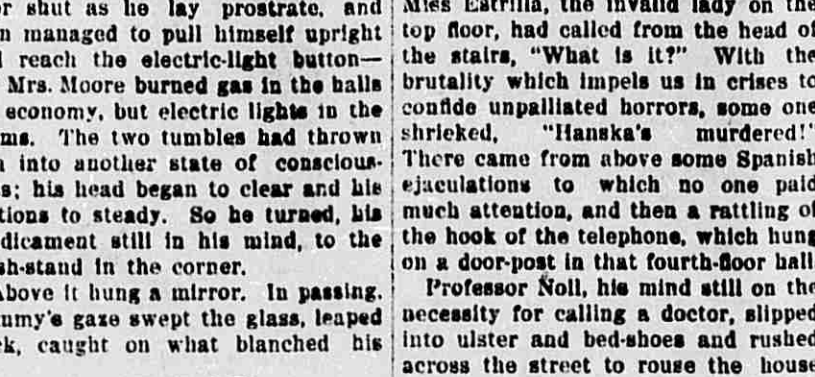 r shut as he lay prostrate, and
n managed to pull himself upright
l reach the electric-light button—
Mrs. Moore burned gas in the halls
economy, but electric lights in the
ms. The two tumbles had thrown
n into another state of conscious-
s; his head began to clear and his
tions to steady. So he turned, his
dicament still in his mind, to the
sh-stand in the corner.
Above it hung a mirror. In passing,
mmy's gaze swept the glass, leaped
ck, caught on what blanched his
Miss Estrilla, the invalid lady on the
top floor, had called from the head of
the stairs, "What is it?" With the
brutality which impels us in crises to
confide unpalliated horrors, some one
shrieked, "Hanska's murdered!"
There came from above some Spanish
ejaculations to which no one paid
much attention, and then a rattling of
the hook of the telephone, which hung
on a door-post in that fourth-floor hall
Professor Noll, his mind still on the
necessity for calling a doctor, slipped
into ulster and bed-shoes and rushed
across the street to rouse the house